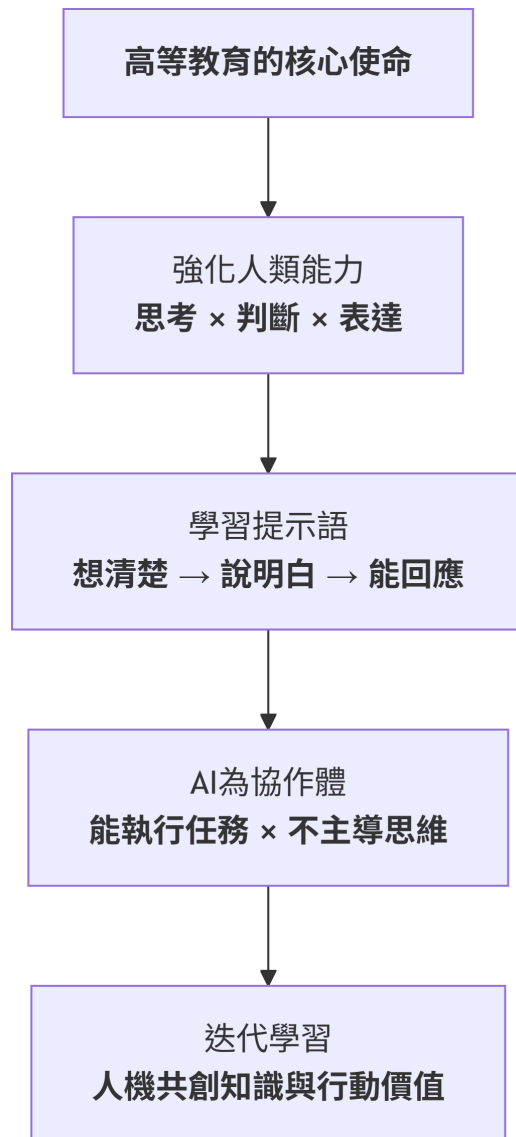 高等教育的核心使命
強化人類能力
思考 × 判斷 × 表達
學習提示語
想清楚 → 說明白 → 能回應
AI為協作體
能執行任務 × 不主導思維
迭代學習
人機共創知識與行動價值